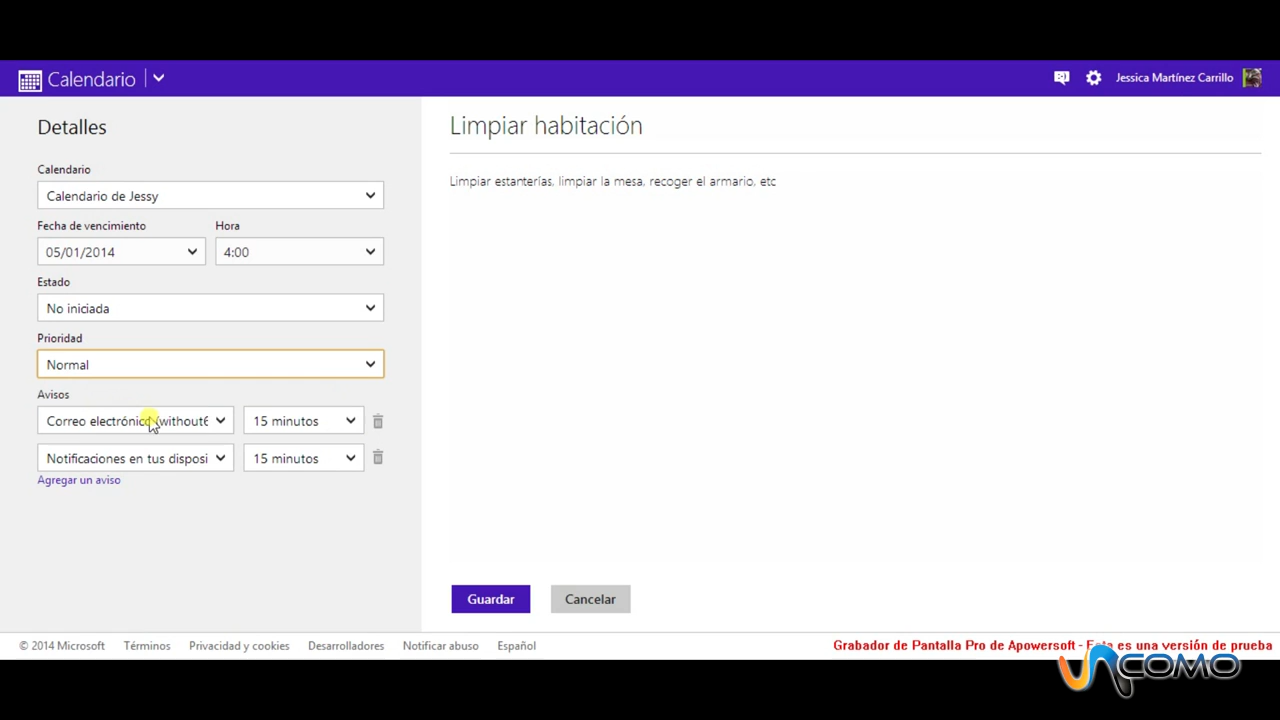 Calendario
Jessica Martínez Carrillo
Detalles
Calendario
Calendario de Jessy
Fecha de vencimiento
Hora
05/01/2014
4:00
Estado
No iniciada
Prioridad
Normal
Avisos
Correo electrónico (without6
15 minutos
Notificaciones en tus disposi
15 minutos
Agregar un aviso
Limpiar habitación
Limpiar estanterías, limpiar la mesa, recoger el armario, etc
Guardar
Cancelar
© 2014 Microsoft
Términos
Privacidad y cookies
Desarrolladores
Notificar abuso
Español
Grabador de Pantalla Pro de Apowersoft - Esta es una versión de prueba
UNCOMO